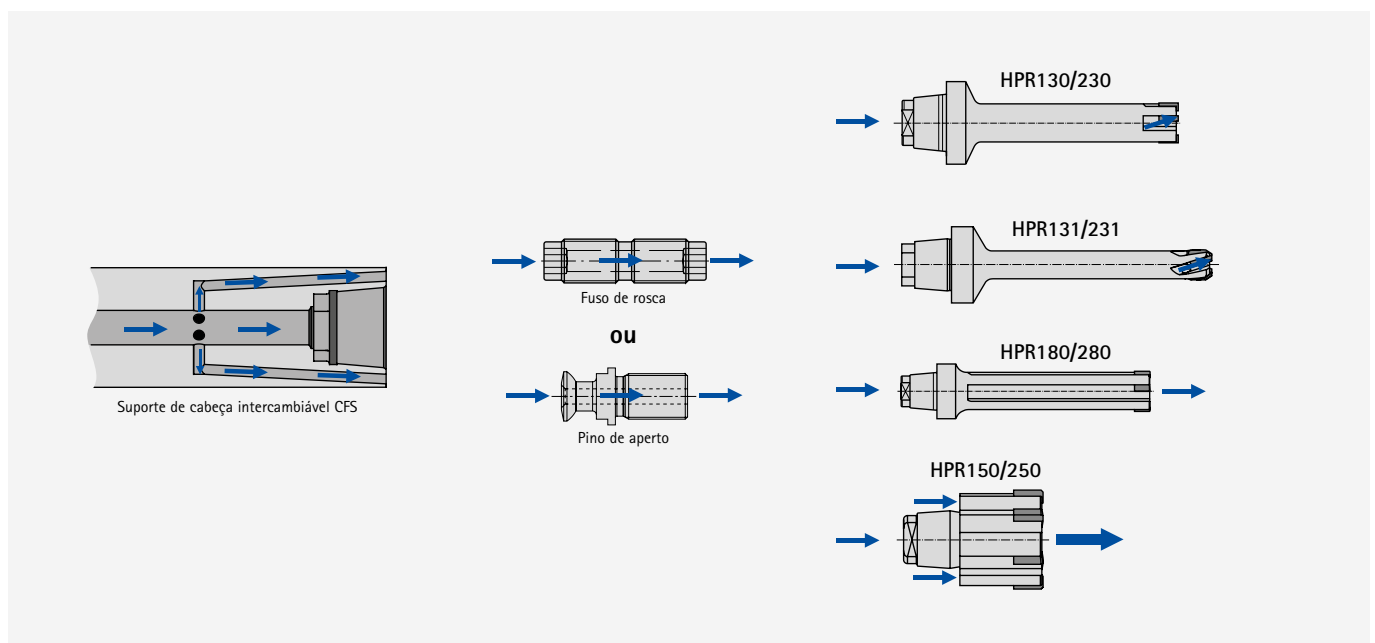 HPR130/230
HPR131/231
Fuso de rosca
ou
HPR180/280
Suporte de cabeça intercambiável CFS
Pino de aperto
HPR150/250